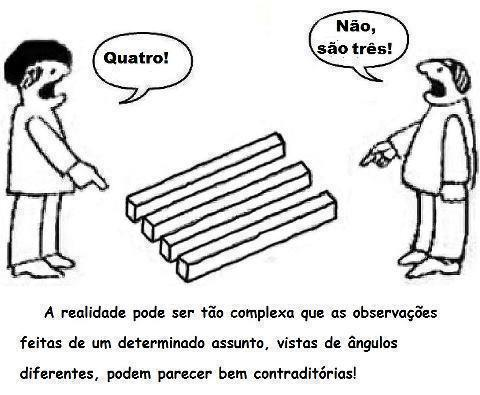 Quatro!
Não,
são três!
A realidade pode ser tão complexa que as observações
feitas de um determinado assunto, vistas de ângulos
diferentes, podem parecer bem contraditórias!